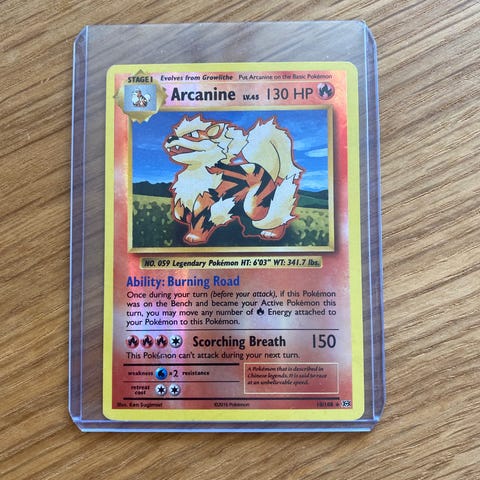 STAGE 1 Evolves from Growlithe Put Arcanine on the Basic Pokémon
Arcanine LV.45 130 HP
NO. 059 Legendary Pokémon HT: 6'03" WT: 341.7 lbs.
Ability: Burning Road
Once during your turn (before your attack), if this Pokémon
was on the Bench and became your Active Pokémon this
turn, you may move any number of Energy attached to
your Pokémon to this Pokémon.
Scorching Breath 150
This Pokémon can't attack during your next turn.
weakness ×2 resistance
A Pokémon that is described in
Chinese legends. It is said to race
at an unbelievable speed.
retreat
cost
Illus. Ken Sugimori ©2016 Pokémon 18/108